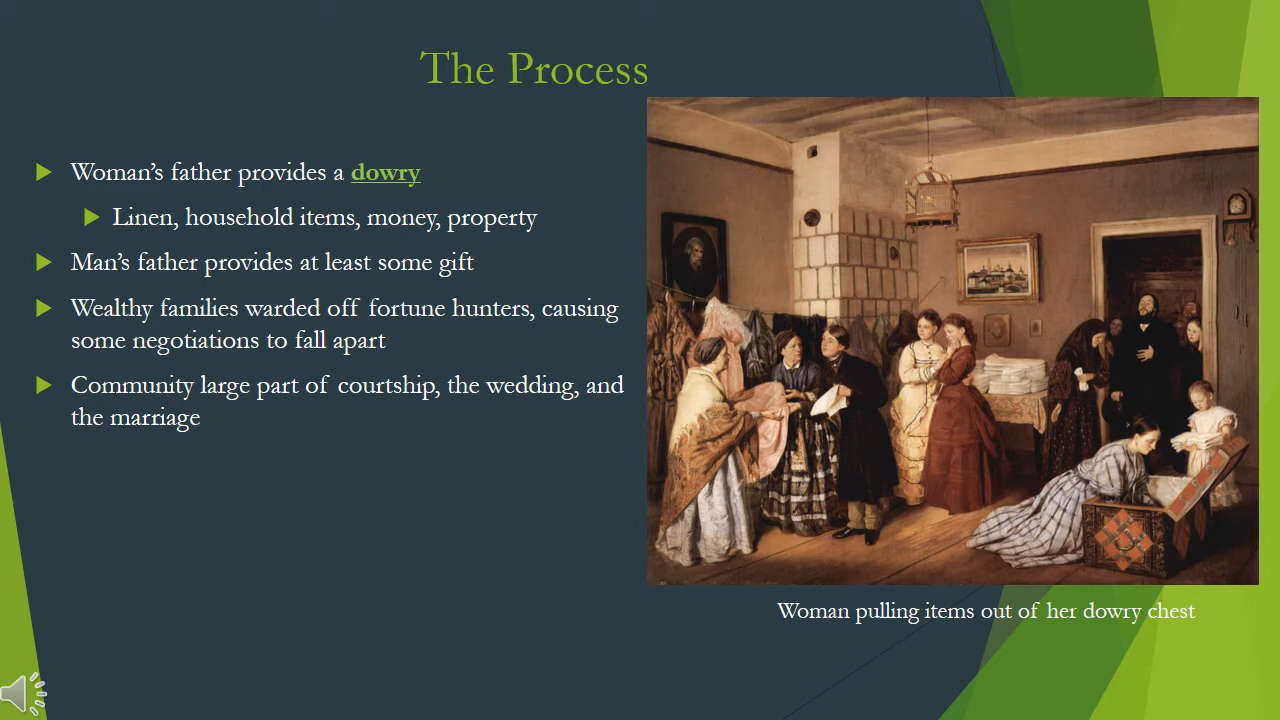 The Process
Woman's father provides a dowry
Linen, household items, money, property
Man's father provides at least some gift
Wealthy families warded off fortune hunters, causing
some negotiations to fall apart
Community large part of courtship, the wedding, and
the marriage
Woman pulling items out of her dowry chest